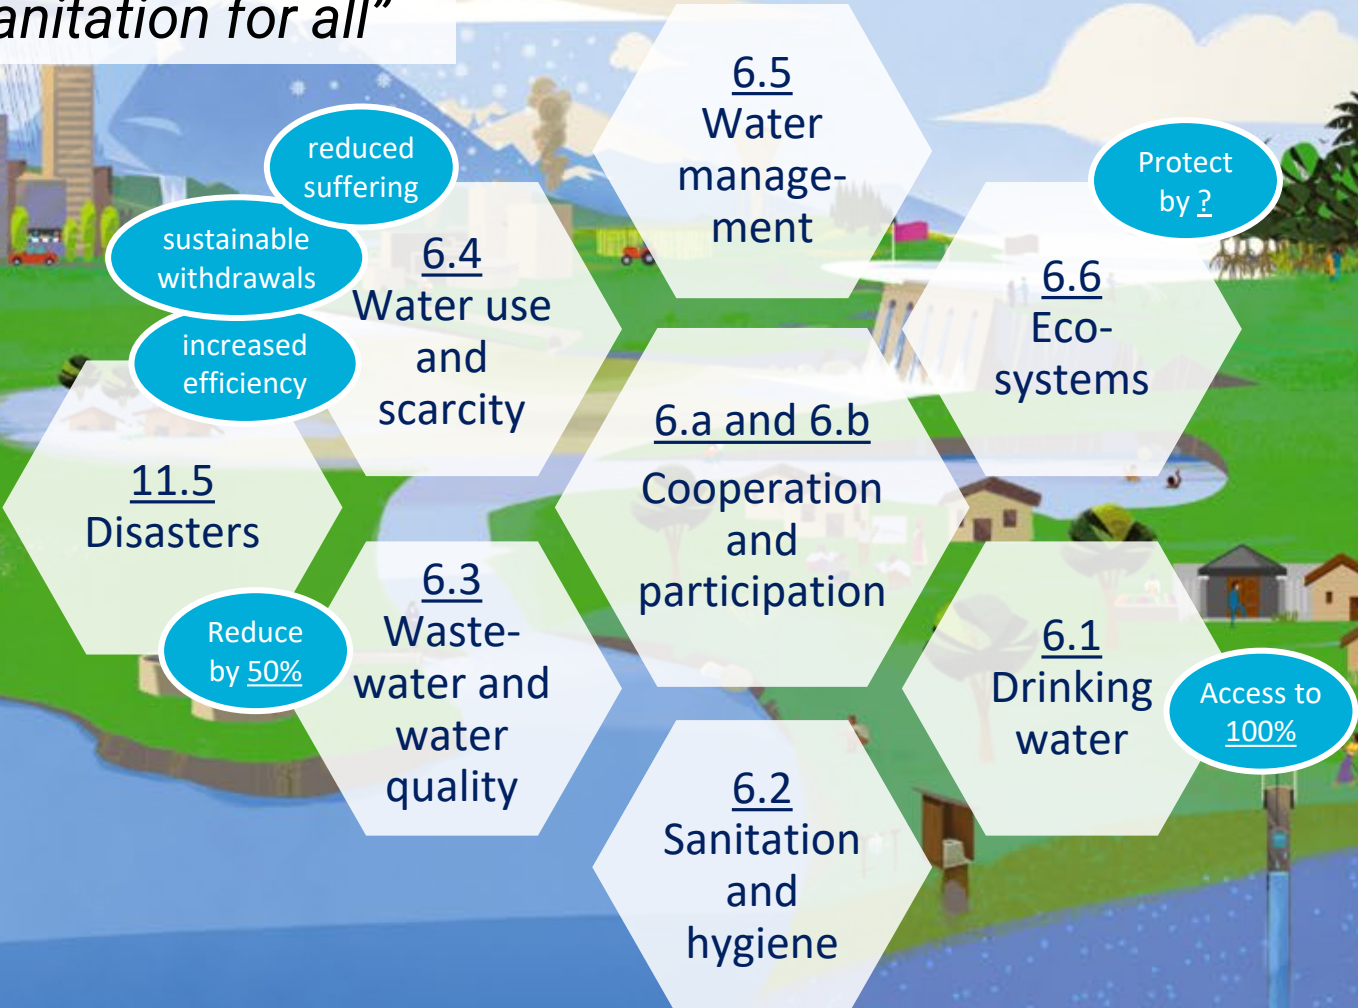 anitation for all”
6.5
Water
manage-
ment
reduced
suffering
sustainable
withdrawals
increased
efficiency
6.4
Water use
and
scarcity
Protect
by ?
6.6
Eco-
systems
6.a and 6.b
Cooperation
and
participation
11.5
Disasters
Reduce
by 50%
6.3
Waste-
water and
water
quality
6.1
Drinking
water
Access to
100%
6.2
Sanitation
and
hygiene